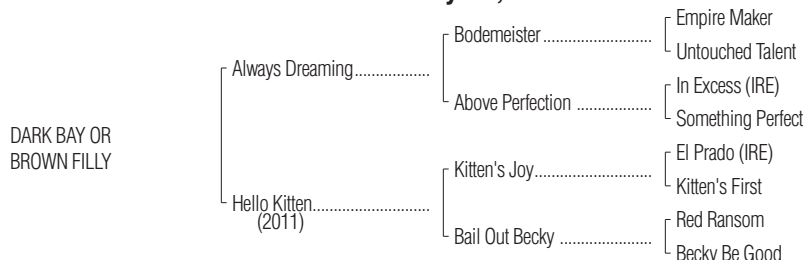 Empire Maker
Bodemeister
Untouched Talent
Always Dreaming
In Excess (IRE)
Above Perfection
Something Perfect
DARK BAY OR
BROWN FILLY
El Prado (IRE)
Kitten's Joy
Kitten's First
Hello Kitten
(2011)
Red Ransom
Bail Out Becky
Becky Be Good